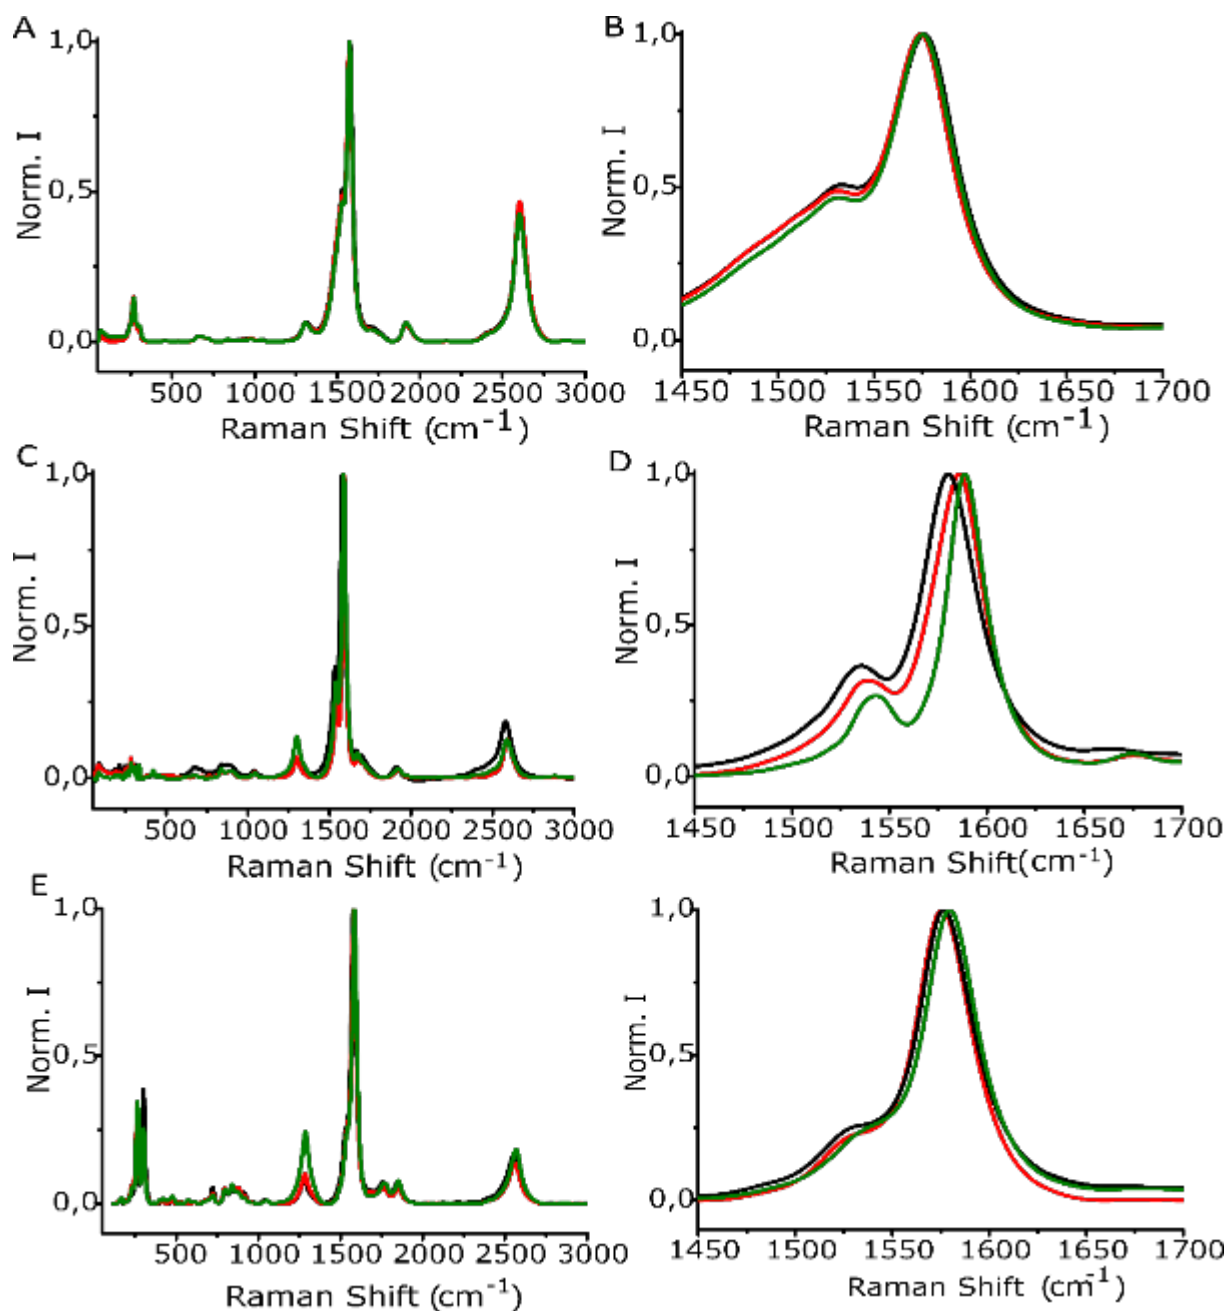 A
1,0
0,5
0,0
Norm. I
500 1000 1500 2000 2500 3000
Raman Shift (cm⁻¹)
B
1,0
0,5
0,0
Norm. I
1450 1500 1550 1600 1650 1700
Raman Shift (cm⁻¹)
C
1,0
0,5
0,0
Norm. I
500 1000 1500 2000 2500 3000
Raman Shift (cm⁻¹)
D
1,0
0,5
0,0
Norm. I
1450 1500 1550 1600 1650 1700
Raman Shift(cm⁻¹)
E
1,0
0,5
0,0
Norm. I
500 1000 1500 2000 2500 3000
Raman Shift (cm⁻¹)
1,0
0,5
0,0
Norm. I
1450 1500 1550 1600 1650 1700
Raman Shift (cm⁻¹)